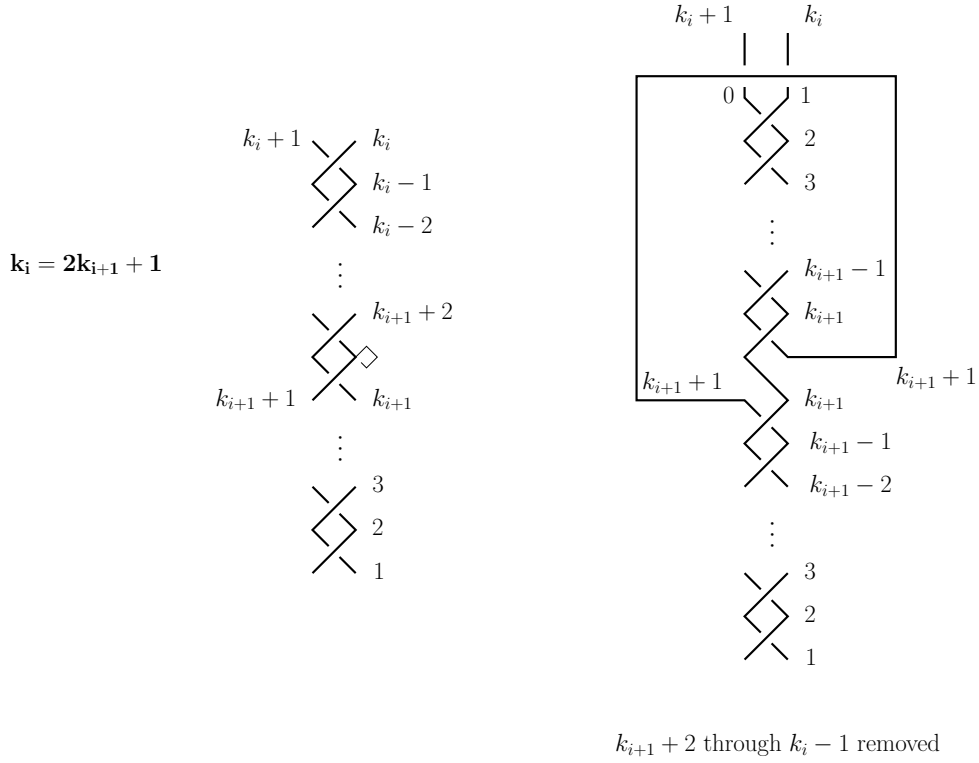 k_i + 1
k_i
k_i − 1
k_i − 2
⋮
𝐤_𝐢 = 𝟐𝐤_{𝐢+𝟏} + 𝟏
k_{i+1} + 2
k_{i+1} + 1
k_{i+1}
⋮
3
2
1
k_i + 1
k_i
0
1
2
3
⋮
k_{i+1} − 1
k_{i+1}
k_{i+1} + 1
k_{i+1} + 1
k_{i+1}
k_{i+1} − 1
k_{i+1} − 2
⋮
3
2
1
k_{i+1} + 2 through k_i − 1 removed